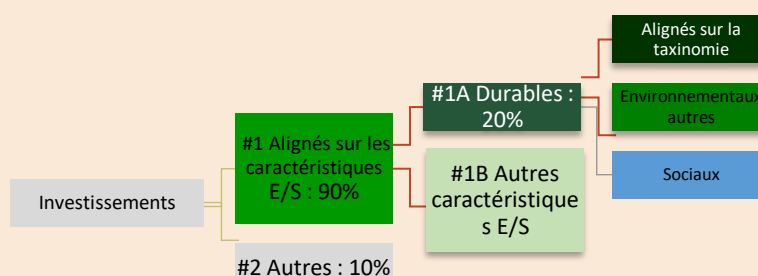 Alignés sur la
taxinomie
#1A Durables :
20%
Environnementaux
autres
#1 Alignés sur les
caractéristiques
E/S : 90%
#1B Autres
caractéristique
s E/S
Sociaux
Investissements
#2 Autres : 10%